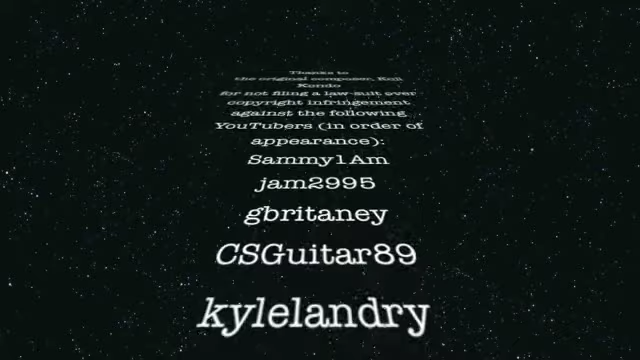 Thanks to
the original composer, Koji
Kondo
for not filing a law-suit over
copyright infringement
against the following
YouTubers (in order of
appearance):
Sammy1Am
jam2995
gbritaney
CSGuitar89
kylelandry